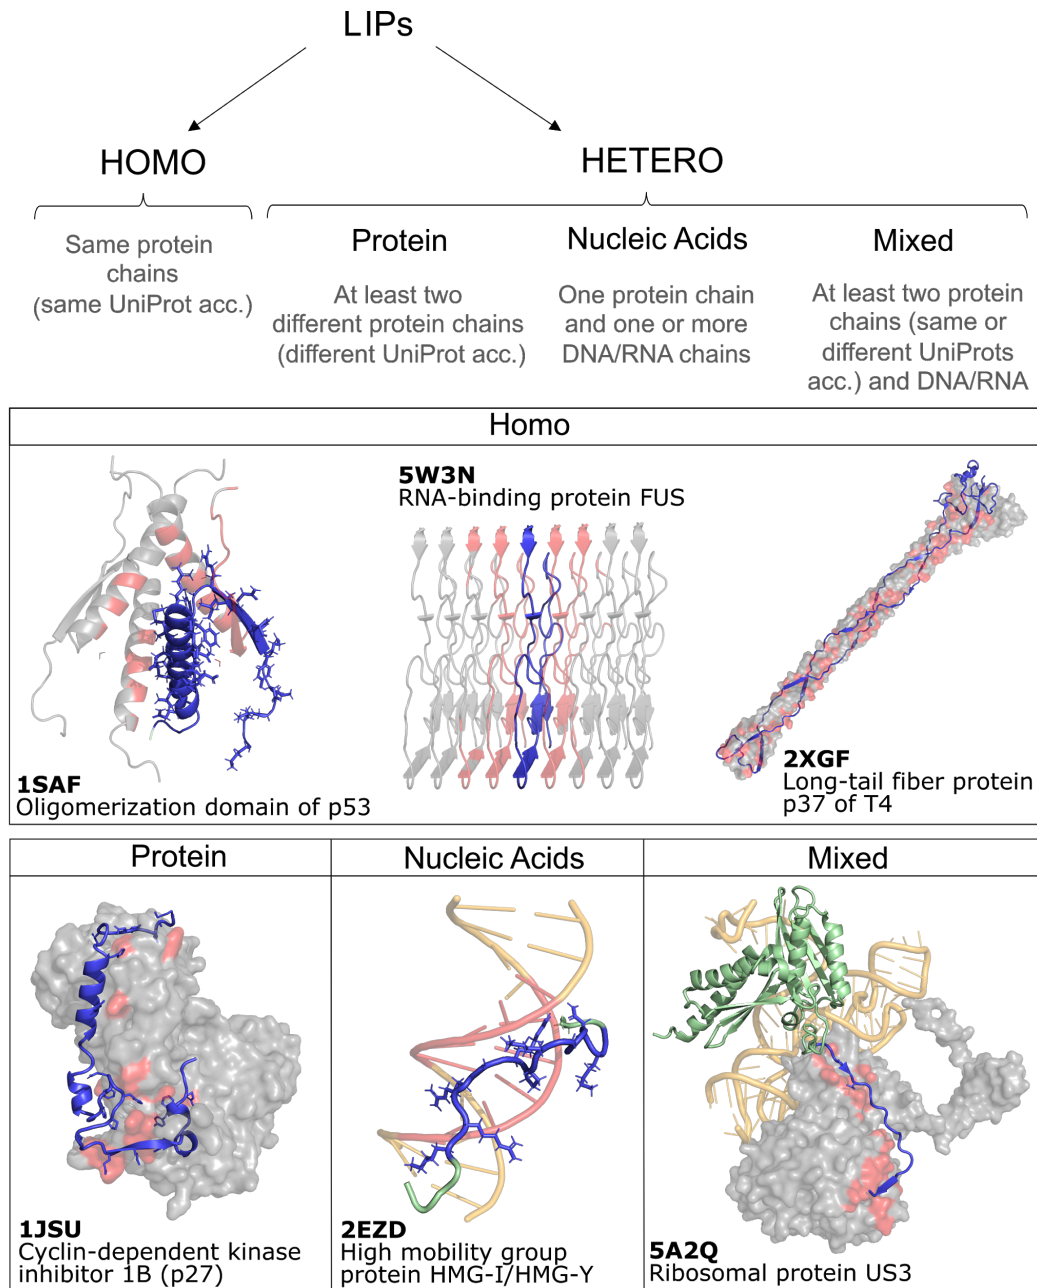 LIPs
HOMO
HETERO
Same protein
chains
(same UniProt acc.)
Protein
At least two
different protein chains
(different UniProt acc.)
Nucleic Acids
One protein chain
and one or more
DNA/RNA chains
Mixed
At least two protein
chains (same or
different UniProts
acc.) and DNA/RNA
Homo
1SAF
Oligomerization domain of p53
5W3N
RNA-binding protein FUS
2XGF
Long-tail fiber protein
p37 of T4
Protein
Nucleic Acids
Mixed
1JSU
Cyclin-dependent kinase
inhibitor 1B (p27)
2EZD
High mobility group
protein HMG-I/HMG-Y
5A2Q
Ribosomal protein US3